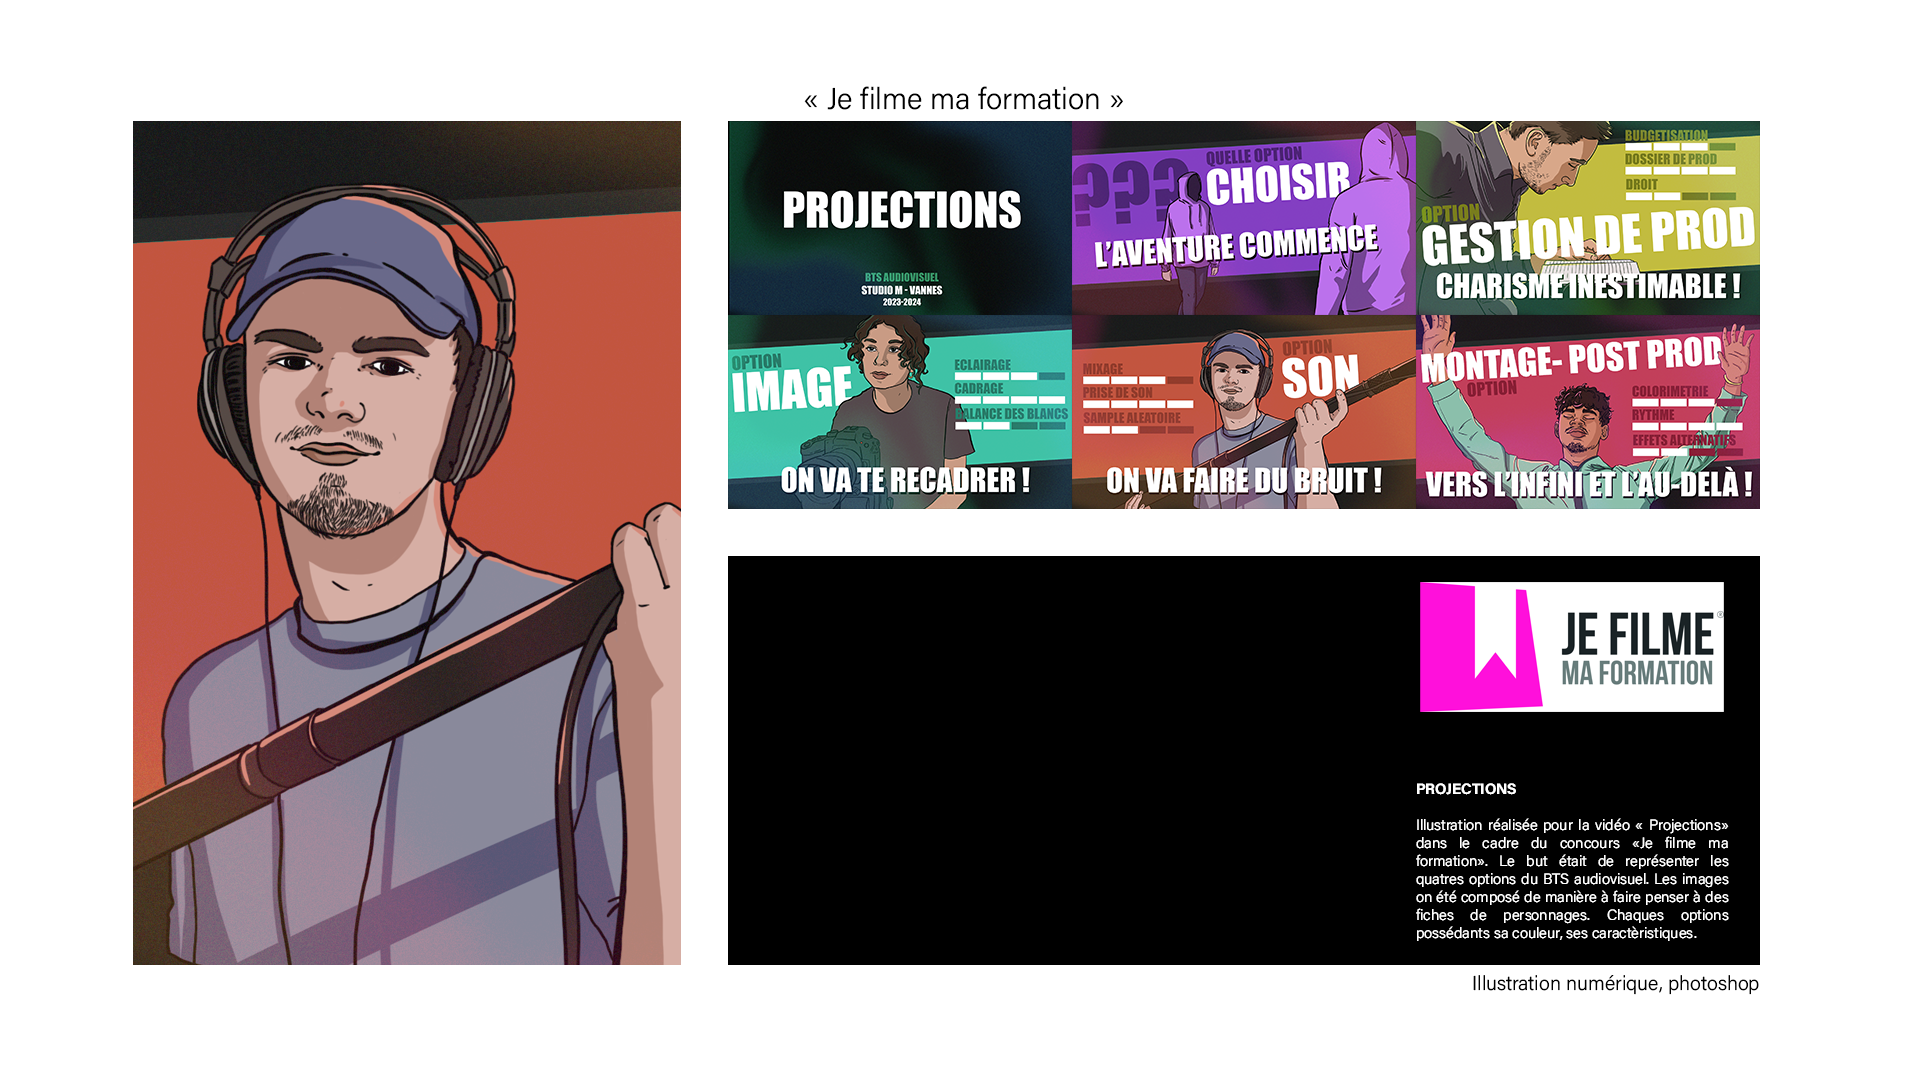 « Je filme ma formation »
PROJECTIONS
BTS AUDIOVISUEL
STUDIO M - VANNES
2023-2024
???
QUELLE OPTION
CHOISIR
L'AVENTURE COMMENCE
BUDGETISATION
DOSSIER DE PROD
DROIT
OPTION
GESTION DE PROD
CHARISME INESTIMABLE !
OPTION
IMAGE
ECLAIRAGE
CADRAGE
BALANCE DES BLANCS
ON VA TE RECADRER !
MIXAGE
PRISE DE SON
SAMPLE ALEATOIRE
OPTION
SON
ON VA FAIRE DU BRUIT !
MONTAGE- POST PROD
OPTION
COLORIMETRIE
RYTHME
EFFETS ALTERNATIFS
VERS L'INFINI ET L'AU-DELÀ !
JE FILME®
MA FORMATION
PROJECTIONS
Illustration réalisée pour la vidéo « Projections»
dans le cadre du concours «Je filme ma
formation». Le but était de représenter les
quatres options du BTS audiovisuel. Les images
on été composé de manière à faire penser à des
fiches de personnages. Chaques options
possédants sa couleur, ses caractèristiques.
Illustration numérique, photoshop